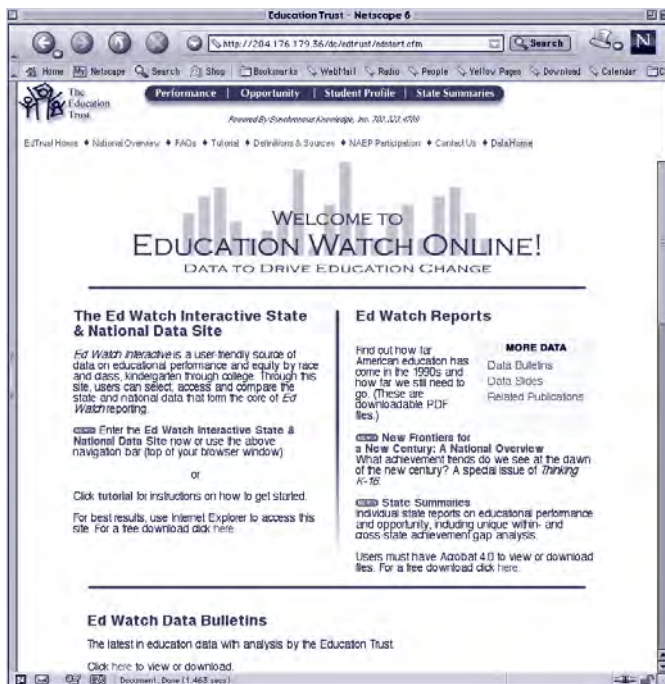 Education Trust - Netscape 6
http://204.176.179.36/dc/edtrust/edstart.cfm
Search
Home Netscape Search Shop Bookmarks WebMail Radio People Yellow Pages Download Calendar
The Education Trust
Performance | Opportunity | Student Profile | State Summaries
Powered By Synchronous Knowledge, Inc.
EdTrust Home ♦ National Overview ♦ FAQs ♦ Tutorial ♦ Definitions & Sources ♦ NAEP Participation ♦ Contact Us ♦ Data Home
WELCOME TO
EDUCATION WATCH ONLINE!
DATA TO DRIVE EDUCATION CHANGE
The Ed Watch Interactive State
& National Data Site
Ed Watch Interactive is a user friendly source of
data on educational performance and equity by race
and class, kindergarten through college. Through this
site, users can select, access and compare the
state and national data that form the core of Ed
Watch reporting.
Enter the Ed Watch Interactive State &
National Data Site now or use the above
navigation bar (top of your browser window)
or
Click tutorial for instructions on how to get started.
For best results, use Internet Explorer to access this
site. For a free download click here.
Ed Watch Reports
Find out how far
American education has
come in the 1990s and
how far we still need to
go. (These are
downloadable PDF
files.)
MORE DATA
Data Bulletins
Data Slides
Related Publications
New Frontiers for
a New Century: A National Overview
What achievement trends do we see at the dawn
of the new century? A special issue of Thinking
K-16.
State Summaries
Individual state reports on educational performance
and opportunity, including unique within- and
cross state achievement gap analysis.
Users must have Acrobat 4.0 to view or download
files. For a free download click here.
Ed Watch Data Bulletins
The latest in education data with analysis by the Education Trust
Click here to view or download.
Document: Done (1.463 secs)